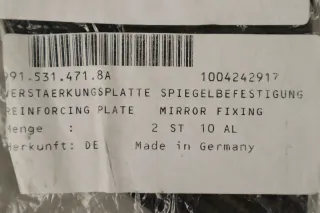 991.531.471.8A 1004242917
VERSTAERKUNGSPLATTE SPIEGELBEFESTIGUNG
REINFORCING PLATE MIRROR FIXING
Menge : 2 ST 10 AL
Herkunft: DE Made in Germany